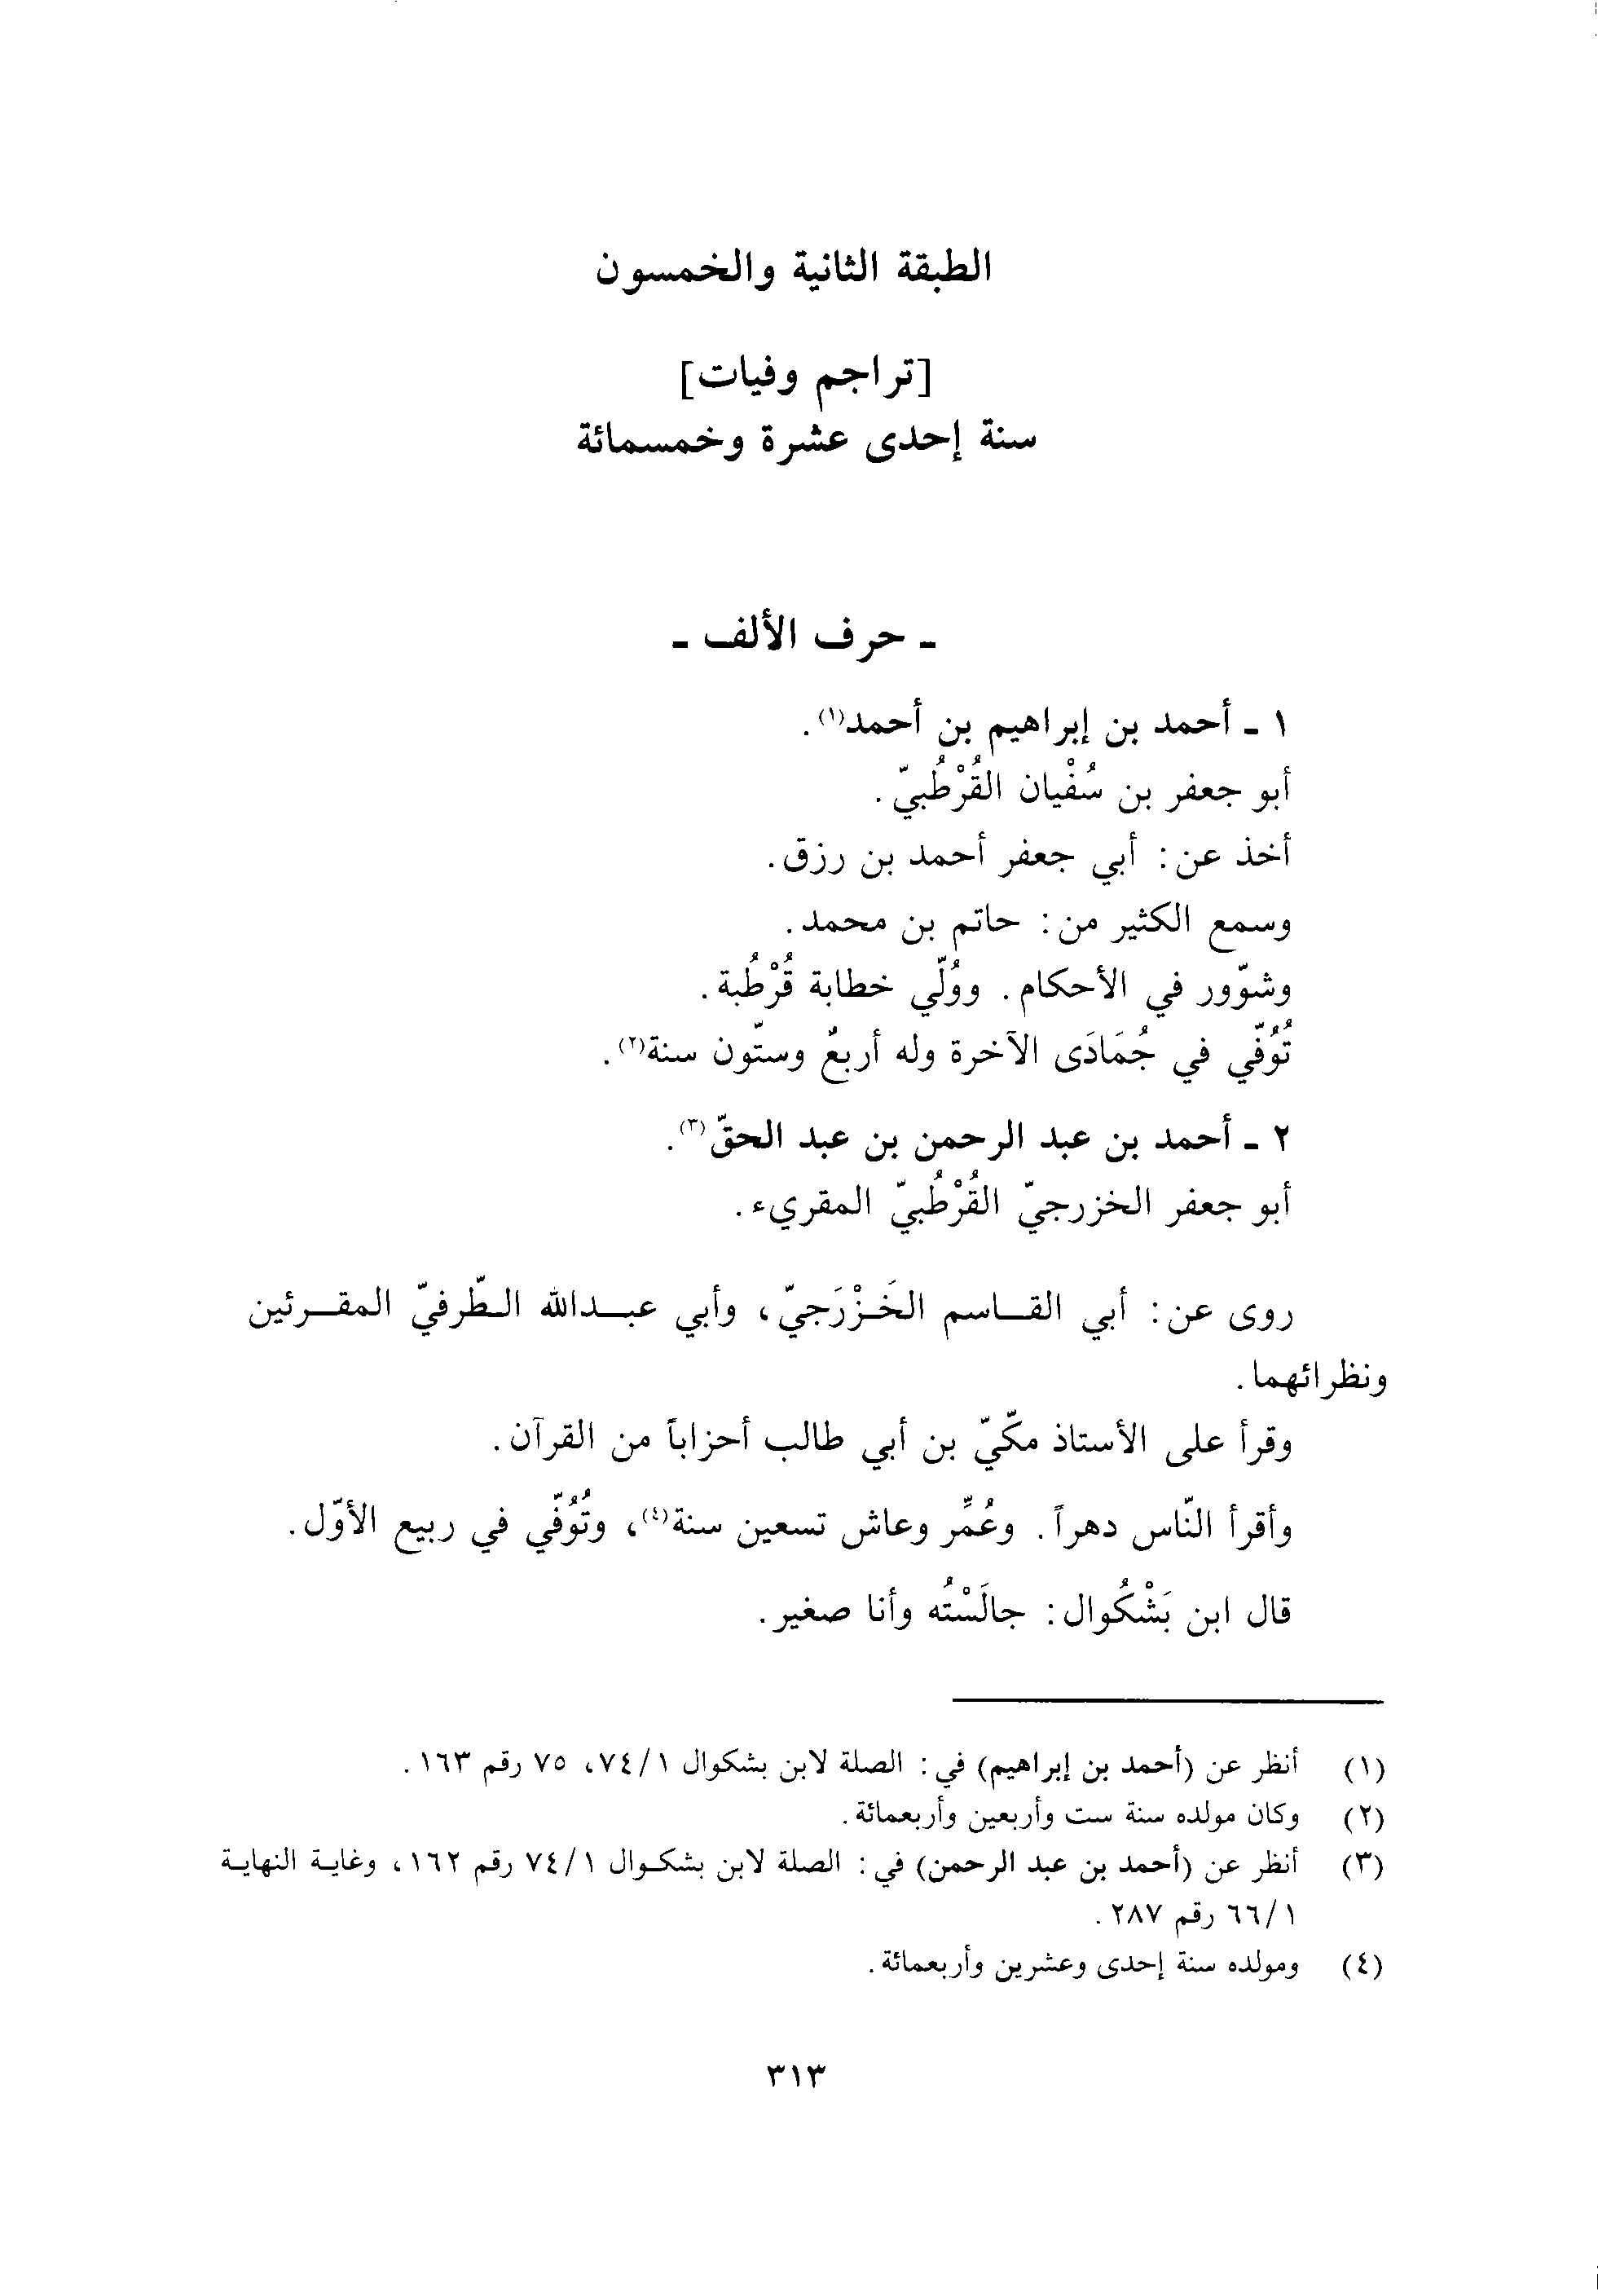 الطبقة الثانية والخمسون
[تراجم وفيات]
سنة إحدى عشرة وخمسمائة
ـ حرف الألف ـ
١ ـ أحمد بن إبراهيم بن أحمد(١).
أبو جعفر بن سُفْيان القُرْطُبيّ.
أخذ عن: أبي جعفر أحمد بن رزق.
وسمع الكثير من: حاتم بن محمد.
وشوّور في الأحكام. ووُلّي خطابة قُرْطُبة.
تُوُفّي في جُمَادَى الآخرة وله أربعٌ وستّون سنة(٢).
٢ ـ أحمد بن عبد الرحمن بن عبد الحقّ(٣).
أبو جعفر الخزرجيّ القُرْطُبيّ المقريء.
روى عن: أبي القاسم الخَزْرَجيّ، وأبي عبدالله الطّرفيّ المقرئين
ونظرائهما.
وقرأ على الأستاذ مكّيّ بن أبي طالب أحزاباً من القرآن.
وأقرأ النّاس دهراً. وعُمِّر وعاش تسعين سنة(٤)، وتُوُفّي في ربيع الأوّل.
قال ابن بَشْكُوال: جالَسْتُه وأنا صغير.
(١) أنظر عن (أحمد بن إبراهيم) في: الصلة لابن بشكوال ١/٧٤، ٧٥ رقم ١٦٣.
(٢) وكان مولده سنة ست وأربعين وأربعمائة.
(٣) أنظر عن (أحمد بن عبد الرحمن) في: الصلة لابن بشكوال ١/٧٤ رقم ١٦٢، وغاية النهاية
١/٦٦ رقم ٢٨٧.
(٤) ومولده سنة إحدى وعشرين وأربعمائة.
٣١٣